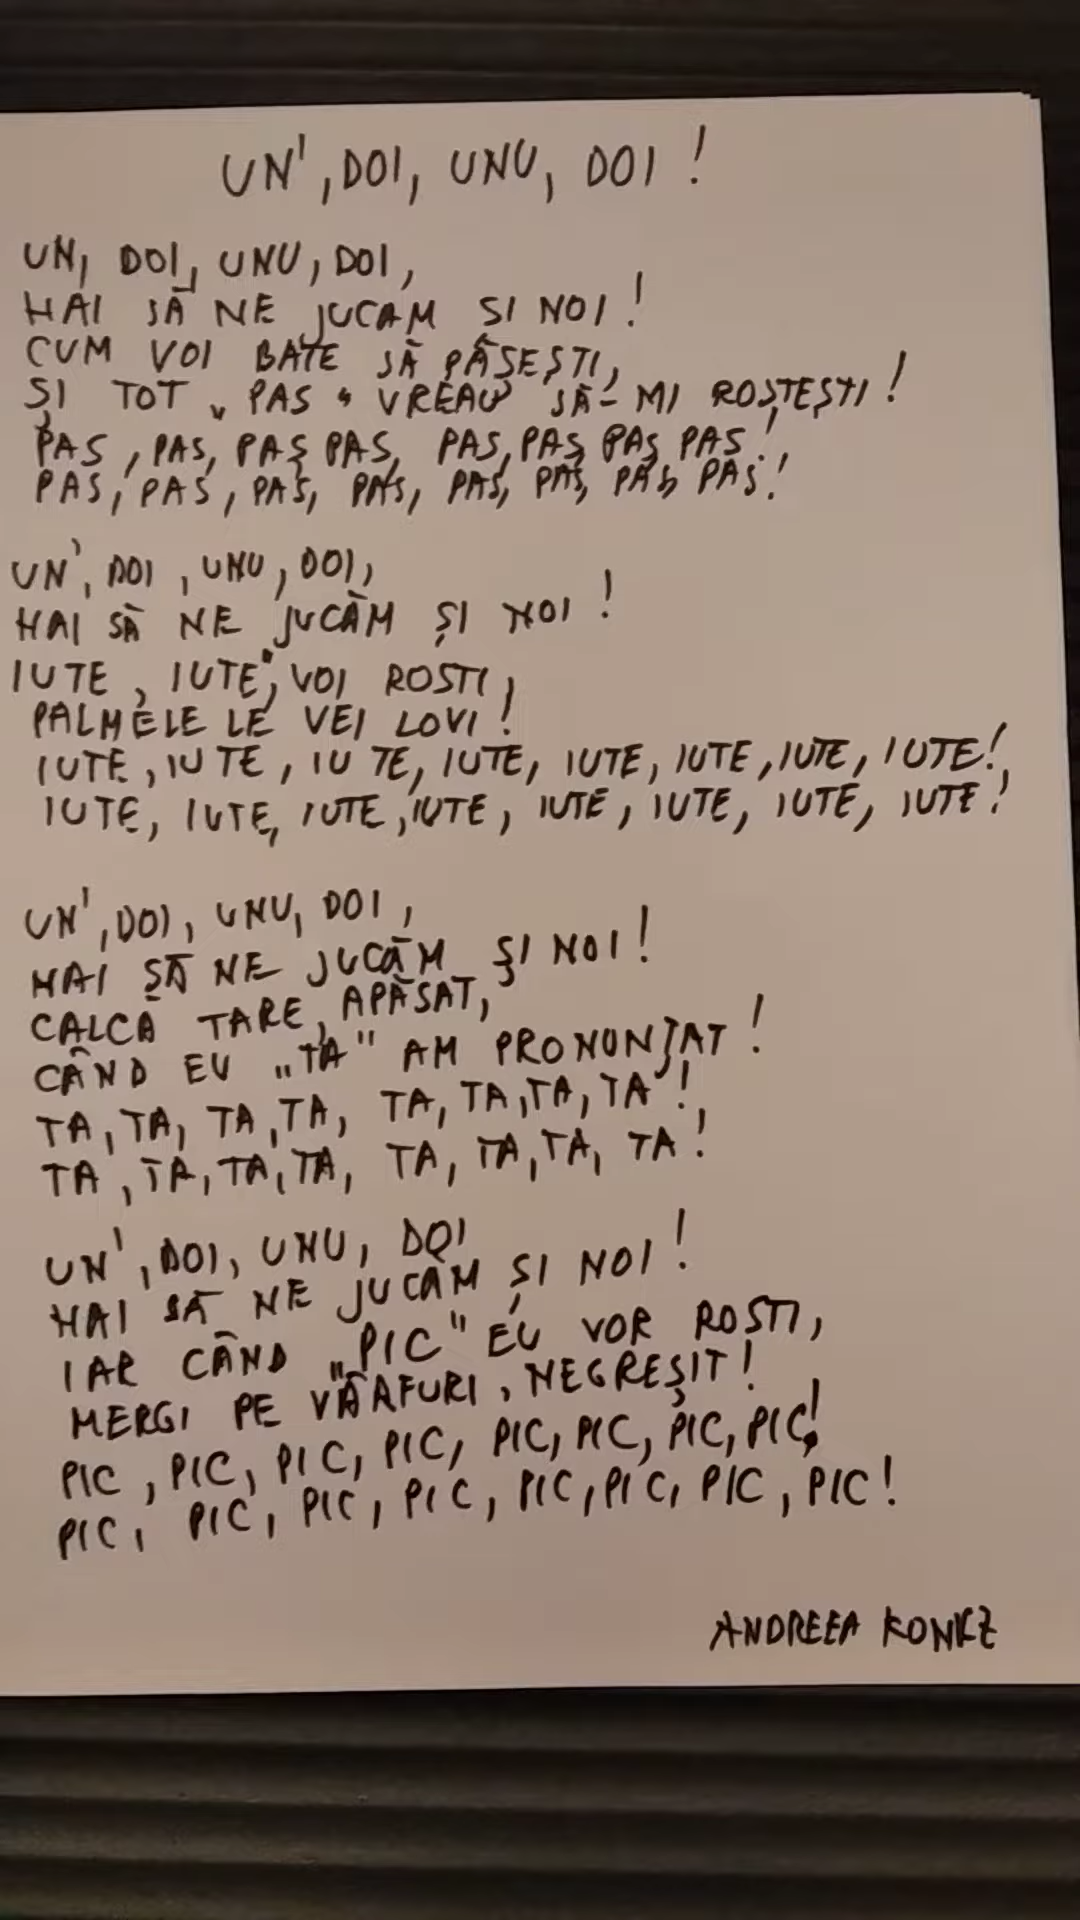 UN', DOI, UNU, DOI !
UN, DOI, UNU, DOI,
HAI SĂ NE JUCAM SI NOI !
CUM VOI BATE SĂ PĂSEȘTI,
ȘI TOT „PAS" VREAU SĂ-MI ROSTEȘTI !
PAS, PAS, PAS PAS, PAS, PAS, PAS, PAS !
PAS, PAS, PAS, PAS, PAS, PAS, PAS, PAS !
UN', DOI, UNU, DOI,
HAI SĂ NE JUCĂM ȘI NOI !
IUTE, IUTE", VOI ROSTI,
PALMELE LE VEI LOVI !
IUTE, IUTE, IUTE, IUTE, IUTE, IUTE, IUTE, IUTE!
IUTE, IUTE, IUTE, IUTE, IUTE, IUTE, IUTE, IUTE !
UN', DOI, UNU, DOI,
HAI SĂ NE JUCĂM ȘI NOI !
CALCĂ TARE, APĂSAT,
CÂND EU „TA" AM PRONUNȚAT !
TA, TA, TA, TA, TA, TA, TA, TA !
TA, TA, TA, TA, TA, TA, TA, TA !
UN', DOI, UNU, DOI
HAI SĂ NE JUCĂM ȘI NOI !
IAR CÂND „PIC" EU VOR ROSTI,
MERGI PE VÂAFURI, NEGREȘIT !
PIC, PIC, PIC, PIC, PIC, PIC, PIC, PIC!
PIC, PIC, PIC, PIC, PIC, PIC, PIC, PIC !
ANDREEA KONKZ